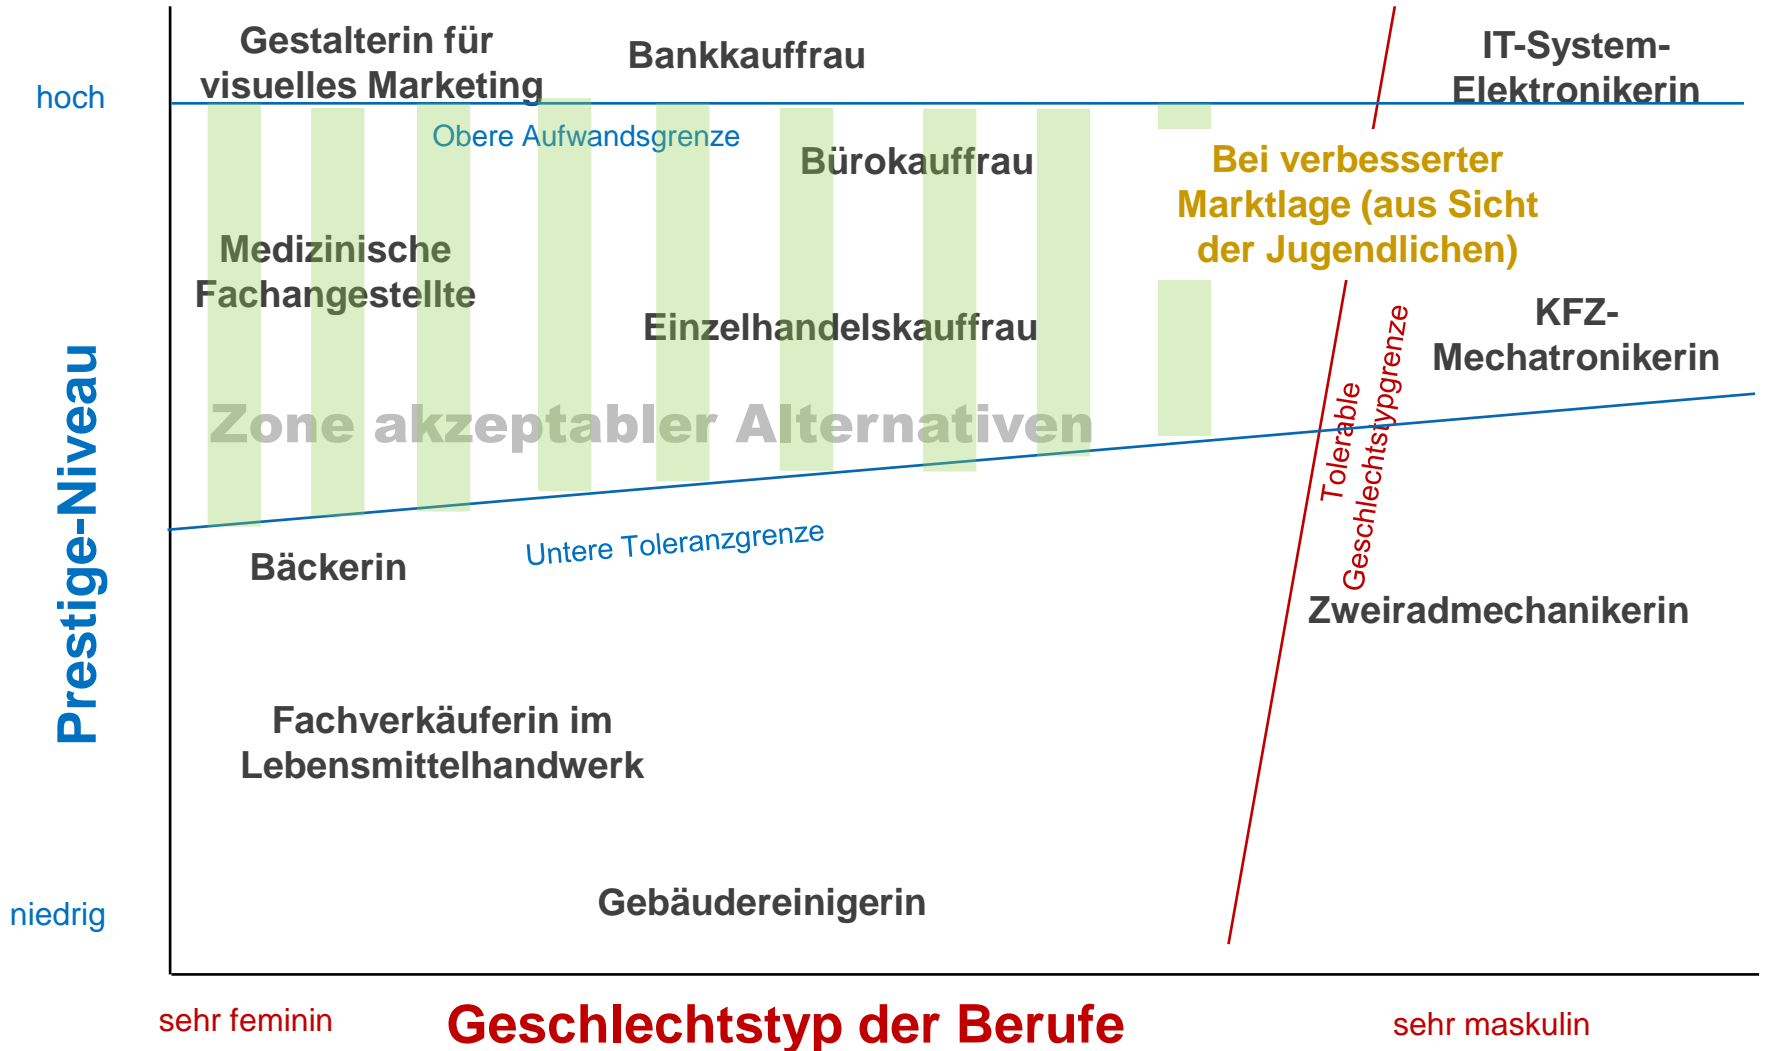 Gestalterin für
visuelles Marketing
Bankkauffrau
IT-System-
Elektronikerin
hoch
Obere Aufwandsgrenze
Bürokauffrau
Bei verbesserter
Marktlage (aus Sicht
der Jugendlichen)
Medizinische
Fachangestellte
Einzelhandelskauffrau
KFZ-
Mechatronikerin
Zone akzeptabler Alternativen
Tolerable
Geschlechtstypgrenze
Prestige-Niveau
Untere Toleranzgrenze
Bäckerin
Zweiradmechanikerin
Fachverkäuferin im
Lebensmittelhandwerk
Gebäudereinigerin
niedrig
sehr feminin
Geschlechtstyp der Berufe
sehr maskulin